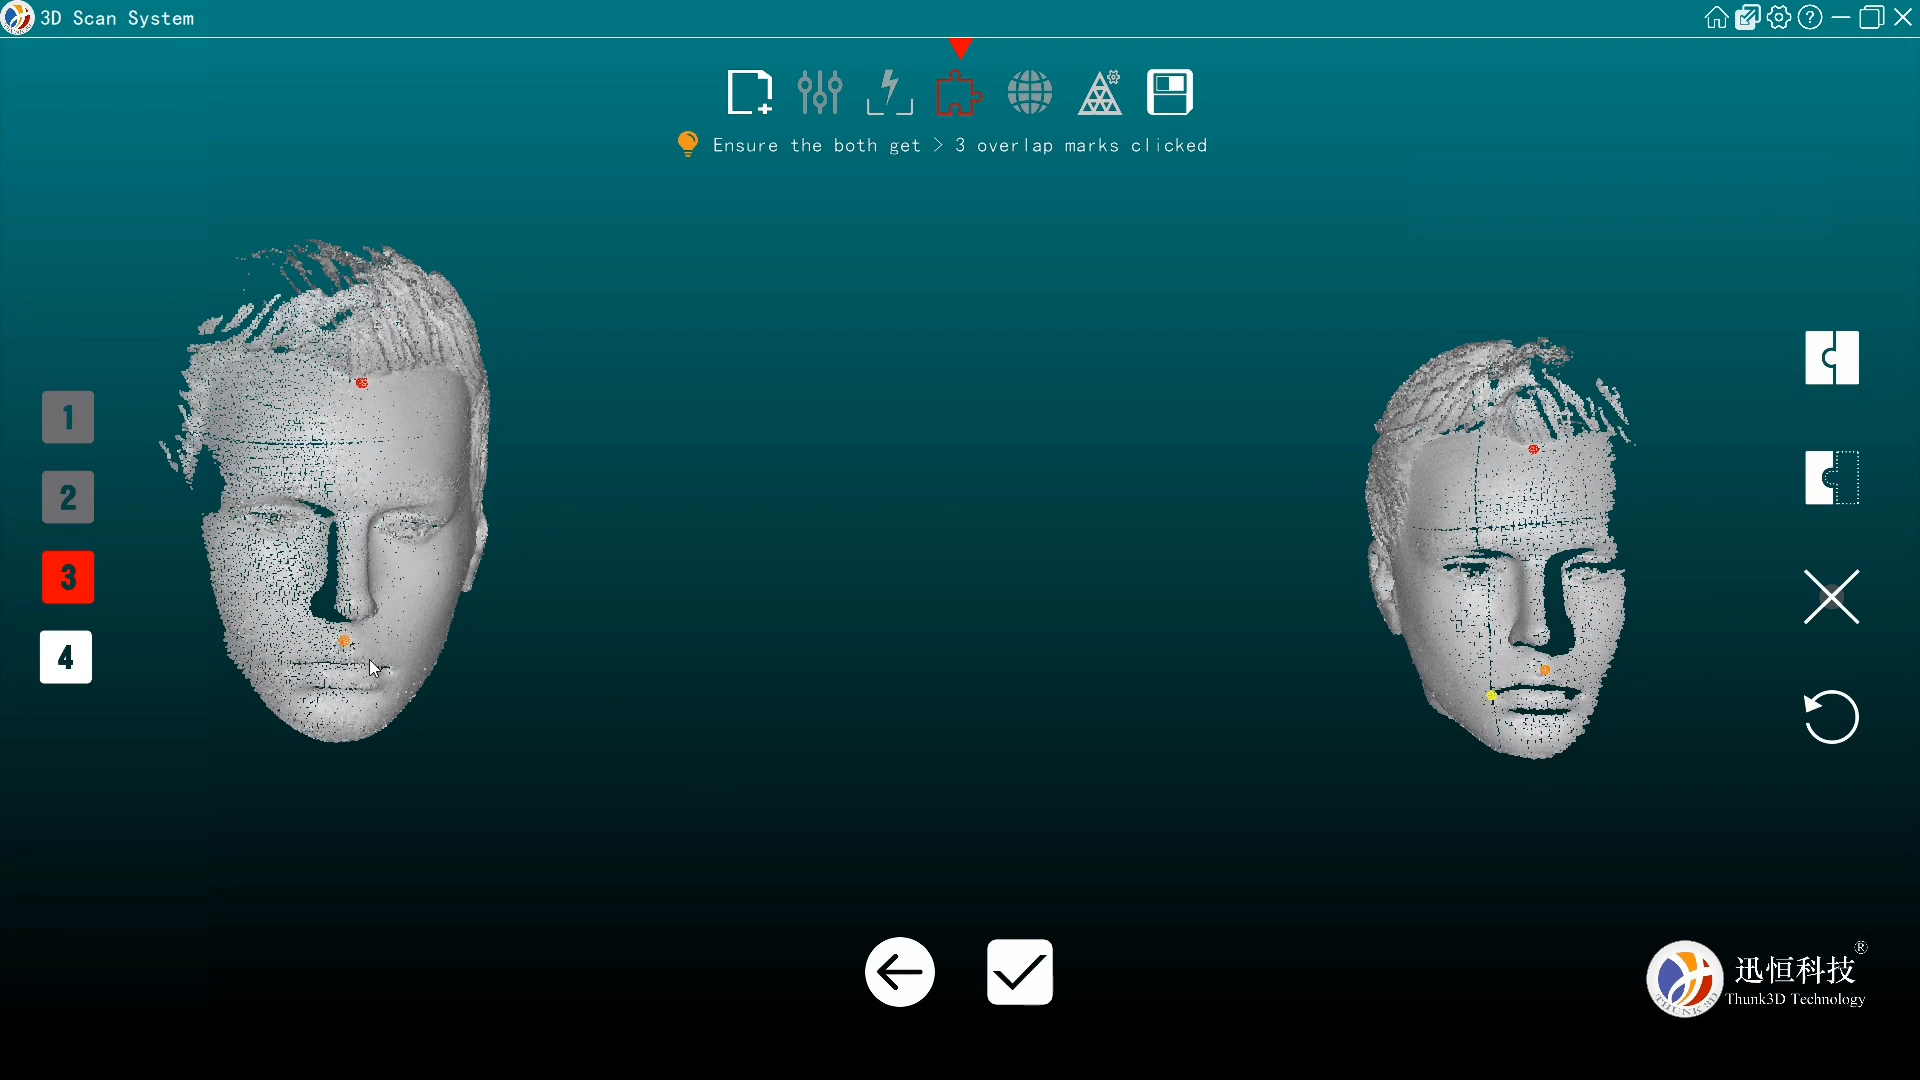 3D Scan System
Ensure the both get > 3 overlap marks clicked
1
2
3
4
迅恒科技®
Thunk3D Technology
THUNK3D